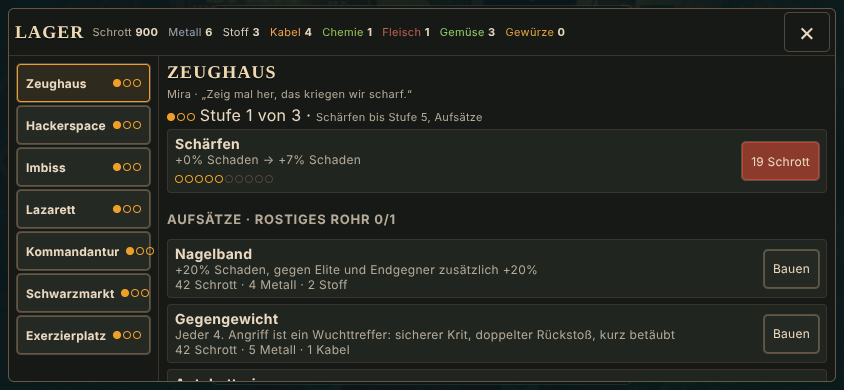 LAGER Schrott 900 Metall 6 Stoff 3 Kabel 4 Chemie 1 Fleisch 1 Gemüse 3 Gewürze 0 ✕
Zeughaus
Hackerspace
Imbiss
Lazarett
Kommandantur
Schwarzmarkt
Exerzierplatz
ZEUGHAUS
Mira · „Zeig mal her, das kriegen wir scharf.“
Stufe 1 von 3 · Schärfen bis Stufe 5, Aufsätze
Schärfen
+0% Schaden → +7% Schaden
19 Schrott
AUFSÄTZE · ROSTIGES ROHR 0/1
Nagelband
+20% Schaden, gegen Elite und Endgegner zusätzlich +20%
42 Schrott · 4 Metall · 2 Stoff
Bauen
Gegengewicht
Jeder 4. Angriff ist ein Wuchttreffer: sicherer Krit, doppelter Rückstoß, kurz betäubt
42 Schrott · 5 Metall · 1 Kabel
Bauen